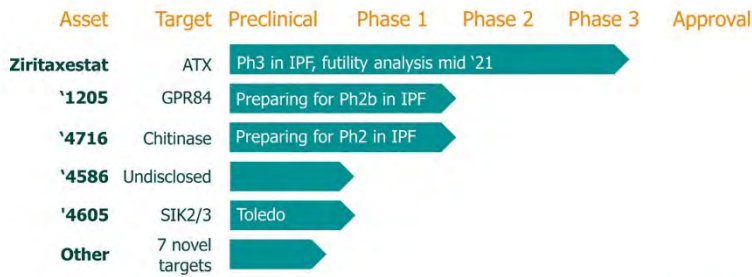 Asset Target Preclinical Phase 1 Phase 2 Phase 3 Approval
Ziritaxestat ATX Ph3 in IPF, futility analysis mid ‘21
‘1205 GPR84 Preparing for Ph2b in IPF
‘4716 Chitinase Preparing for Ph2 in IPF
‘4586 Undisclosed
'4605 SIK2/3 Toledo
Other 7 novel
targets